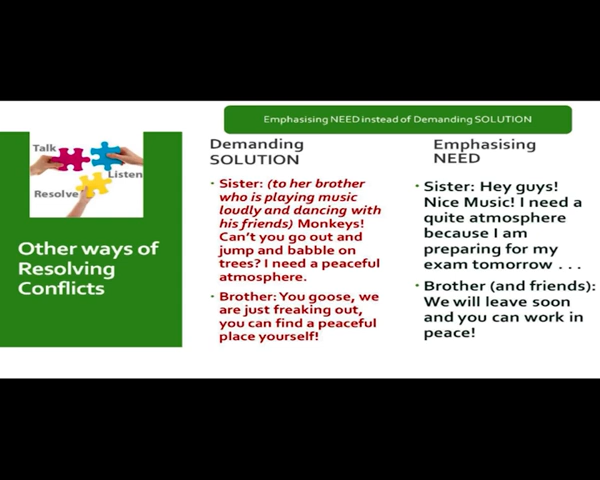 Emphasising NEED instead of Demanding SOLUTION
Talk
Listen
Resolve
Other ways of
Resolving
Conflicts
Demanding
SOLUTION
• Sister: (to her brother
who is playing music
loudly and dancing with
his friends) Monkeys!
Can't you go out and
jump and babble on
trees? I need a peaceful
atmosphere.
• Brother: You goose, we
are just freaking out,
you can find a peaceful
place yourself!
Emphasising
NEED
• Sister: Hey guys!
Nice Music! I need a
quite atmosphere
because I am
preparing for my
exam tomorrow . . .
• Brother (and friends):
We will leave soon
and you can work in
peace!